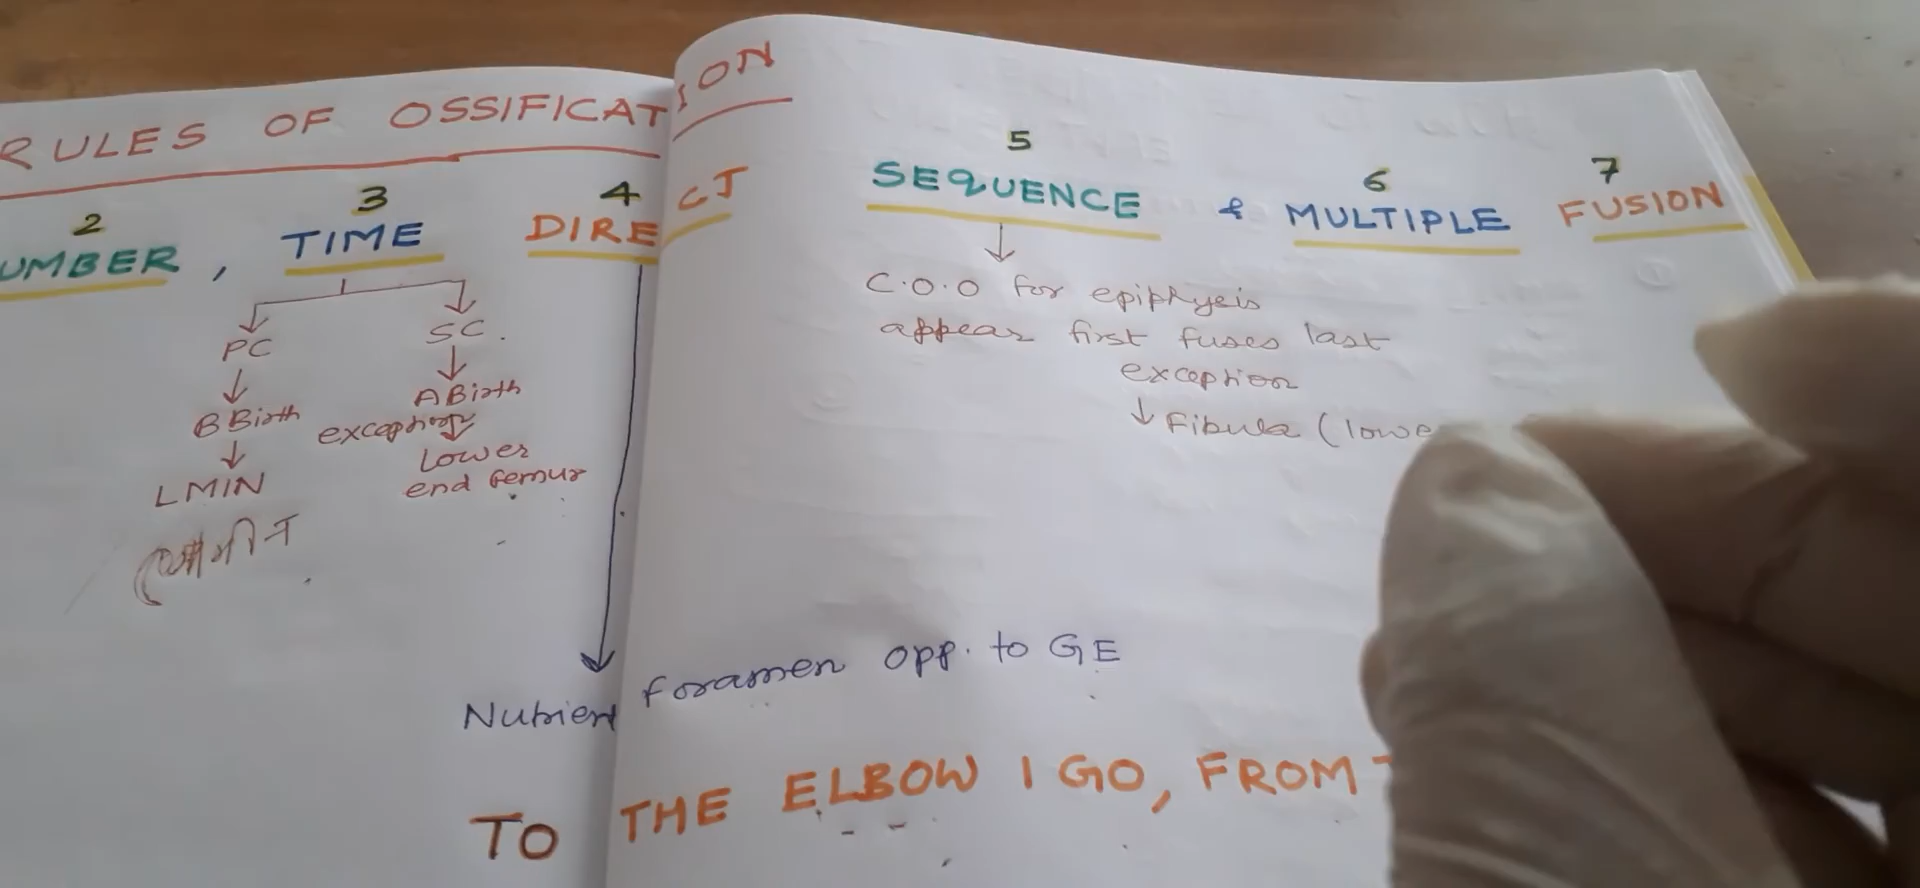 RULES OF OSSIFICATION
2 3 4 5 6 7
UMBER, TIME DIRECT SEQUENCE & MULTIPLE FUSION
PC SC.
B Birth A Birth
LMIN exception
Lower
end femur
C.O.O for epiphysis
appear first fuses last
exception
Fibula (lowe
Nutrient foramen opp. to GE
TO THE ELBOW I GO, FROM